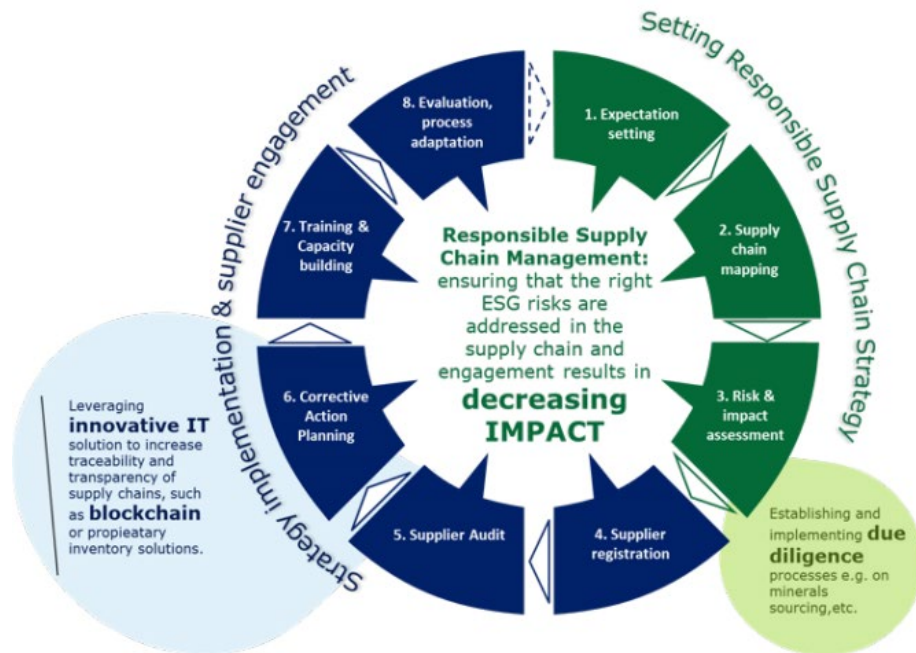 Setting Responsible Supply Chain Strategy
1. Expectation
setting
2. Supply
chain
mapping
3. Risk &
impact
assessment
4. Supplier
registration
5. Supplier Audit
6. Corrective
Action
Planning
7. Training &
Capacity
building
8. Evaluation,
process
adaptation
Strategy implementation & supplier engagement
Responsible Supply
Chain Management:
ensuring that the right
ESG risks are
addressed in the
supply chain and
engagement results in
decreasing
IMPACT
Leveraging
innovative IT
solution to increase
traceability and
transparency of
supply chains, such
as blockchain
or propieatary
inventory solutions.
Establishing and
implementing due
diligence
processes e.g. on
minerals
sourcing,etc.